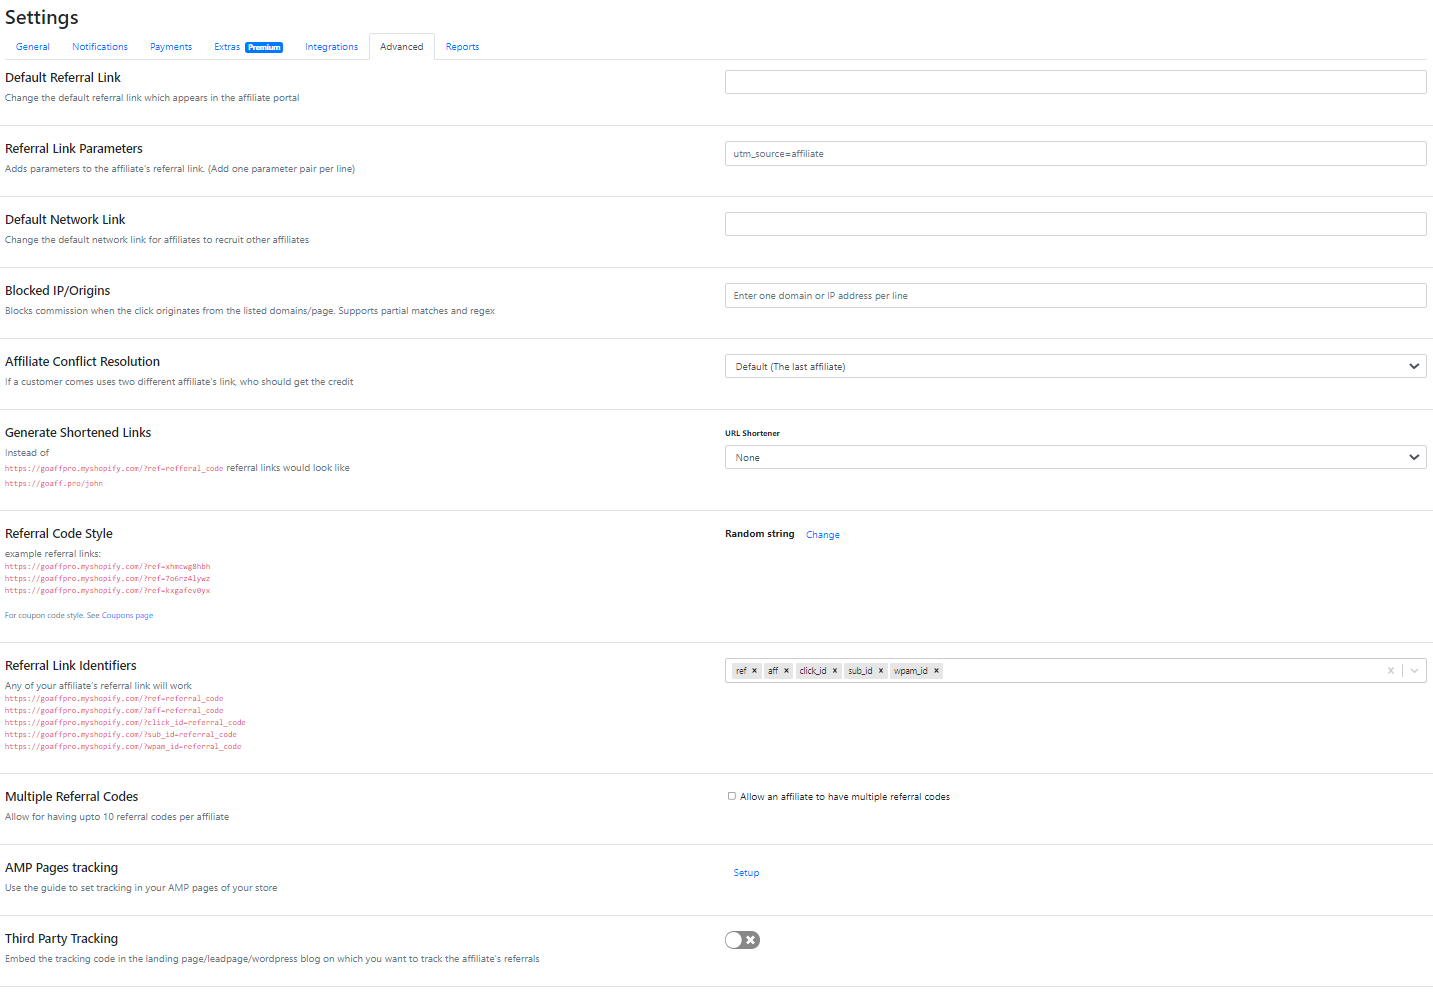 Settings
General Notifications Payments Extras Premium Integrations Advanced Reports
Default Referral Link
Change the default referral link which appears in the affiliate portal
Referral Link Parameters
utm_source=affiliate
Adds parameters to the affiliate's referral link. (Add one parameter pair per line)
Default Network Link
Change the default network link for affiliates to recruit other affiliates
Blocked IP/Origins
Enter one domain or IP address per line
Blocks commission when the click originates from the listed domains/page. Supports partial matches and regex
Affiliate Conflict Resolution
Default (The last affiliate)
If a customer comes uses two different affiliate's link, who should get the credit
Generate Shortened Links
URL Shortener
Instead of
None
https://goaffpro.myshopify.com/?ref=refferal_code referral links would look like
https://goaff.pro/john
Referral Code Style
Random string Change
example referral links:
https://goaffpro.myshopify.com/?ref=xhmcwg8hbh
https://goaffpro.myshopify.com/?ref=7o6rz4lywz
https://goaffpro.myshopify.com/?ref=kxgafev0yx
For coupon code style. See Coupons page
Referral Link Identifiers
ref × aff × click_id × sub_id × wpam_id ×
Any of your affiliate's referral link will work
https://goaffpro.myshopify.com/?ref=referral_code
https://goaffpro.myshopify.com/?aff=referral_code
https://goaffpro.myshopify.com/?click_id=referral_code
https://goaffpro.myshopify.com/?sub_id=referral_code
https://goaffpro.myshopify.com/?wpam_id=referral_code
Multiple Referral Codes
Allow an affiliate to have multiple referral codes
Allow for having upto 10 referral codes per affiliate
AMP Pages tracking
Setup
Use the guide to set tracking in your AMP pages of your store
Third Party Tracking
Embed the tracking code in the landing page/leadpage/wordpress blog on which you want to track the affiliate's referrals